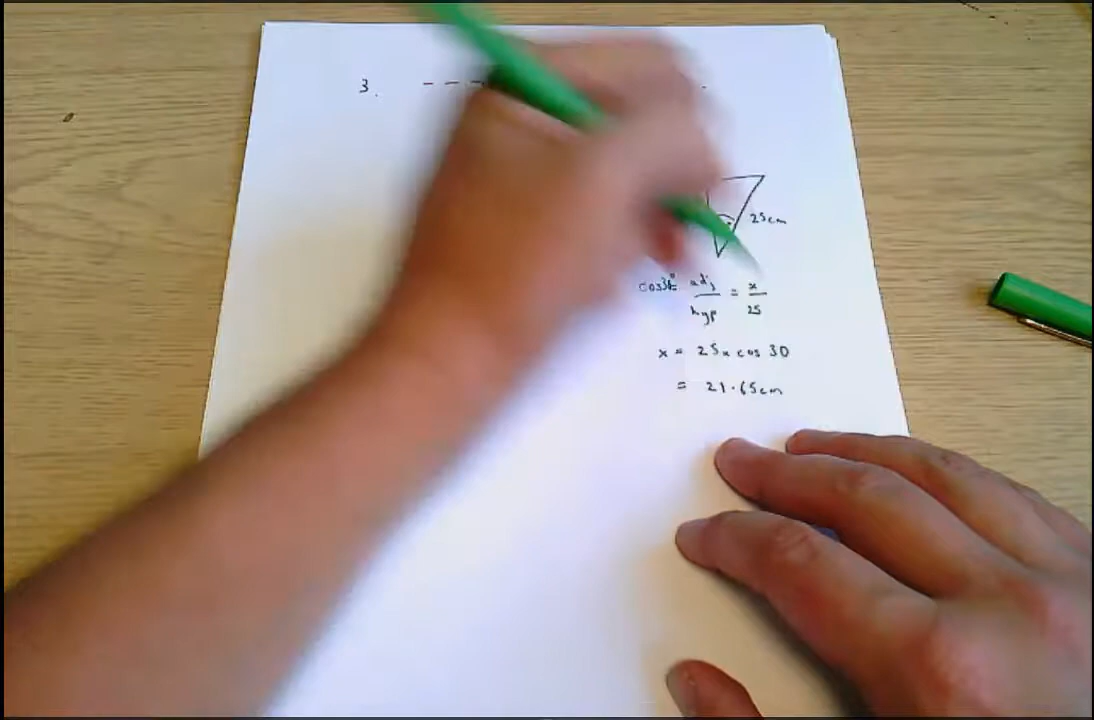 3.
25cm
cos30° = adj/hyp = x/25
x = 25 x cos 30
= 21.65cm